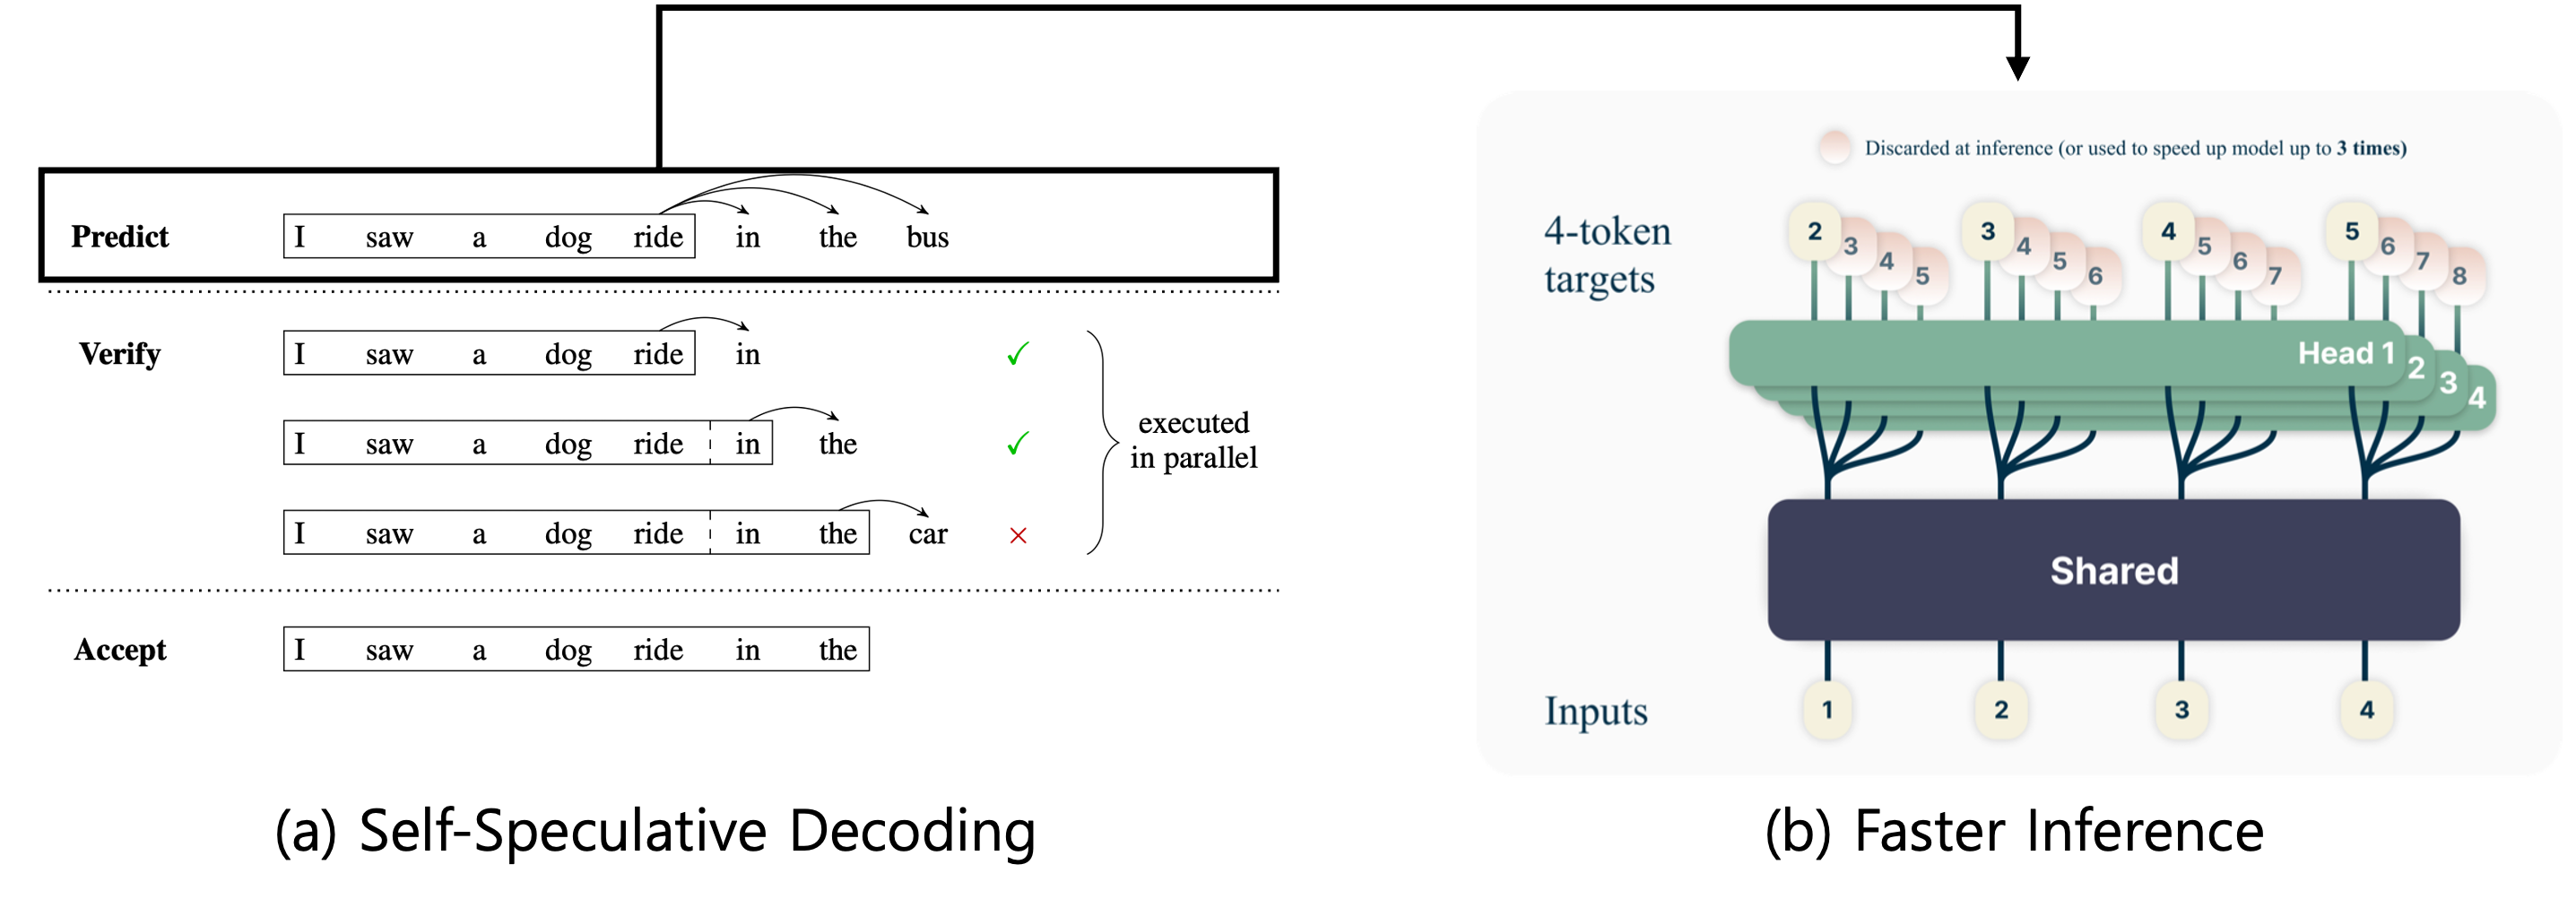 Predict I saw a dog ride in the bus
Verify I saw a dog ride in ✓
I saw a dog ride in the ✓
I saw a dog ride in the car ×
executed
in parallel
Accept I saw a dog ride in the
(a) Self-Speculative Decoding
Discarded at inference (or used to speed up model up to 3 times)
4-token
targets
2 3 4 5 3 4 5 6 4 5 6 7 5 6 7 8
Head 1 2 3 4
Shared
Inputs 1 2 3 4
(b) Faster Inference